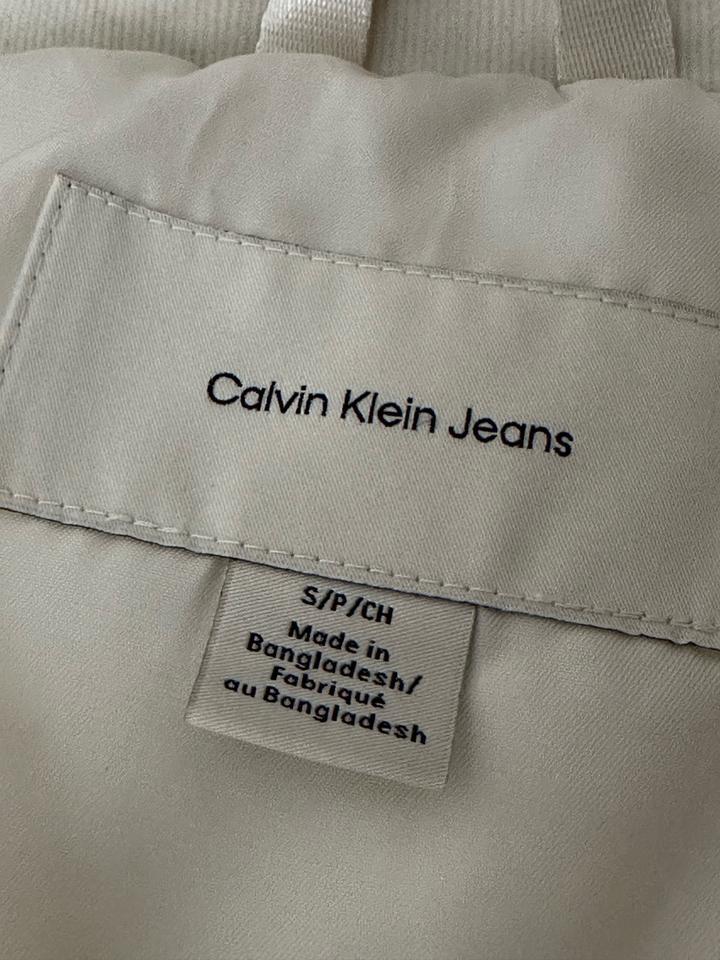 Calvin Klein Jeans
S/P/CH
Made in
Bangladesh/
Fabriqué
au Bangladesh